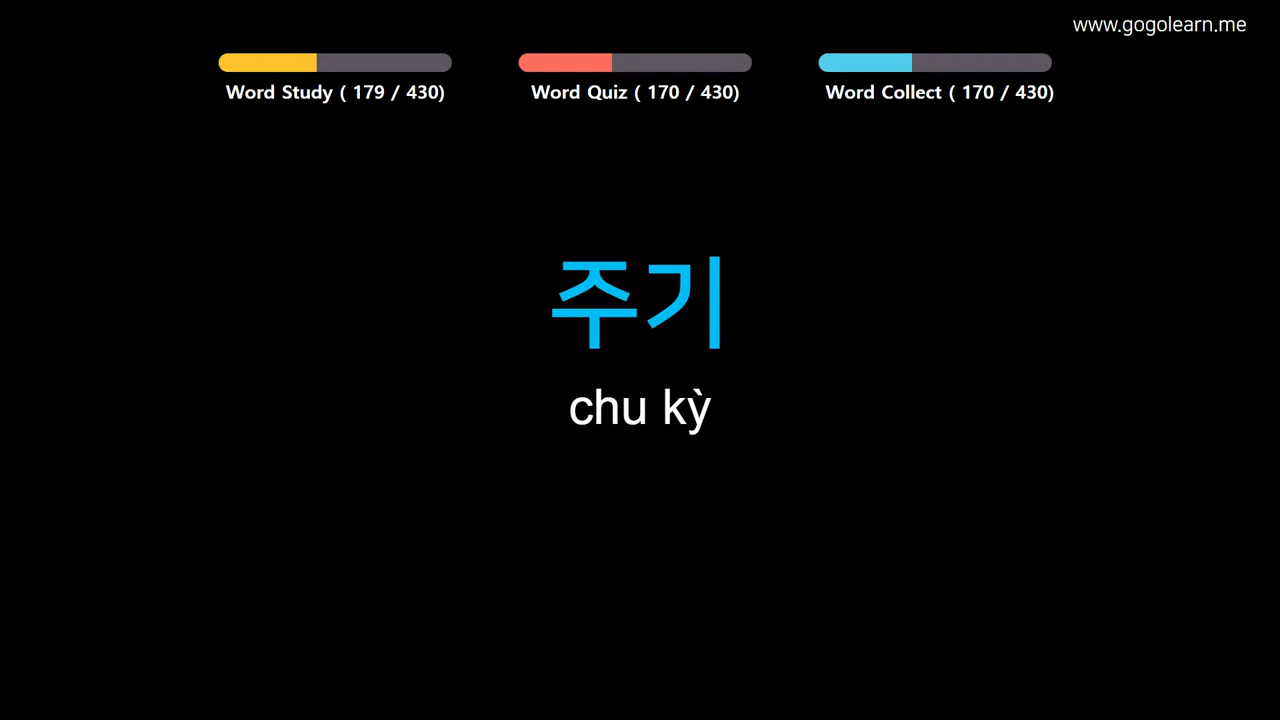 www.gogolearn.me
Word Study ( 179 / 430)
Word Quiz ( 170 / 430)
Word Collect ( 170 / 430)
주기
chu kỳ